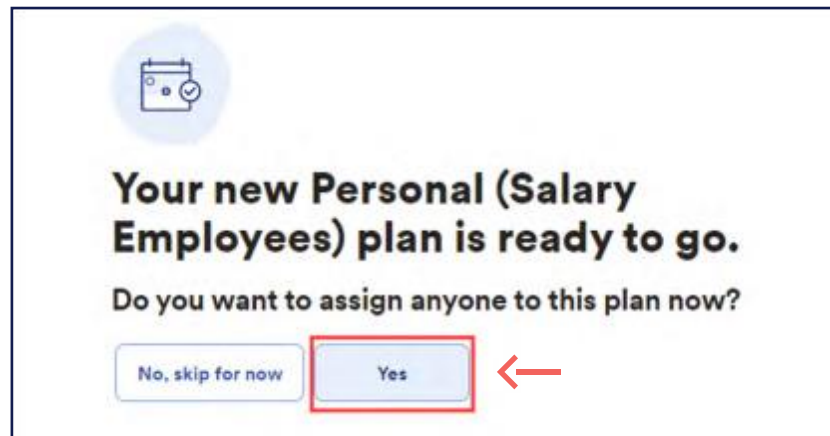 Your new Personal (Salary
Employees) plan is ready to go.
Do you want to assign anyone to this plan now?
No, skip for now
Yes